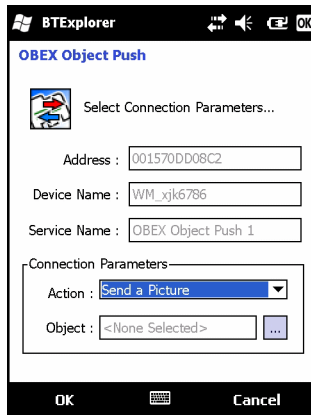 BTExplorer OK
OBEX Object Push
Select Connection Parameters...
Address : 001570DD08C2
Device Name : WM_xjk6786
Service Name : OBEX Object Push 1
Connection Parameters
Action : Send a Picture
Object : <None Selected> ...
OK Cancel